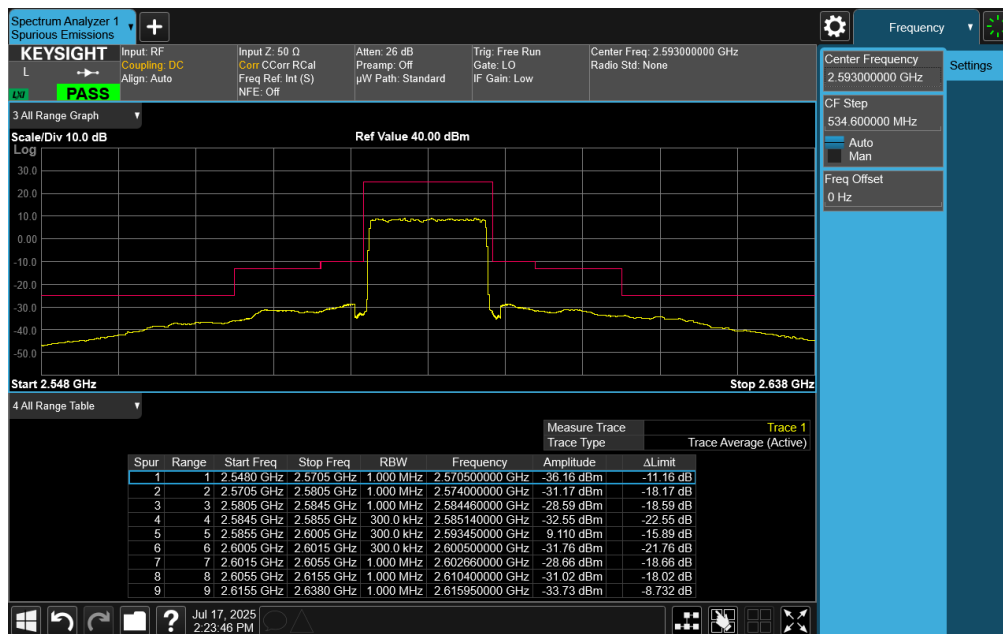 Spectrum Analyzer 1
Spurious Emissions
Frequency
KEYSIGHT
L
LXI
PASS
Input: RF
Coupling: DC
Align: Auto
Input Z: 50 Ω
Corr CCorr RCal
Freq Ref: Int (S)
NFE: Off
Atten: 26 dB
Preamp: Off
µW Path: Standard
Trig: Free Run
Gate: LO
IF Gain: Low
Center Freq: 2.593000000 GHz
Radio Std: None
Center Frequency
2.593000000 GHz
Settings
CF Step
534.600000 MHz
Auto
Man
Freq Offset
0 Hz
3 All Range Graph
Scale/Div 10.0 dB
Ref Value 40.00 dBm
Log
30.0
20.0
10.0
0.00
-10.0
-20.0
-30.0
-40.0
-50.0
Start 2.548 GHz
Stop 2.638 GHz
4 All Range Table
Measure Trace Trace 1
Trace Type Trace Average (Active)
Spur Range Start Freq Stop Freq RBW Frequency Amplitude ΔLimit
1 1 2.5480 GHz 2.5705 GHz 1.000 MHz 2.570500000 GHz -36.16 dBm -11.16 dB
2 2 2.5705 GHz 2.5805 GHz 1.000 MHz 2.574000000 GHz -31.17 dBm -18.17 dB
3 3 2.5805 GHz 2.5845 GHz 1.000 MHz 2.584460000 GHz -28.59 dBm -18.59 dB
4 4 2.5845 GHz 2.5855 GHz 300.0 kHz 2.585140000 GHz -32.55 dBm -22.55 dB
5 5 2.5855 GHz 2.6005 GHz 300.0 kHz 2.593450000 GHz 9.110 dBm -15.89 dB
6 6 2.6005 GHz 2.6015 GHz 300.0 kHz 2.600500000 GHz -31.76 dBm -21.76 dB
7 7 2.6015 GHz 2.6055 GHz 1.000 MHz 2.602660000 GHz -28.66 dBm -18.66 dB
8 8 2.6055 GHz 2.6155 GHz 1.000 MHz 2.610400000 GHz -31.02 dBm -18.02 dB
9 9 2.6155 GHz 2.6380 GHz 1.000 MHz 2.615950000 GHz -33.73 dBm -8.732 dB
?
Jul 17, 2025
2:23:46 PM